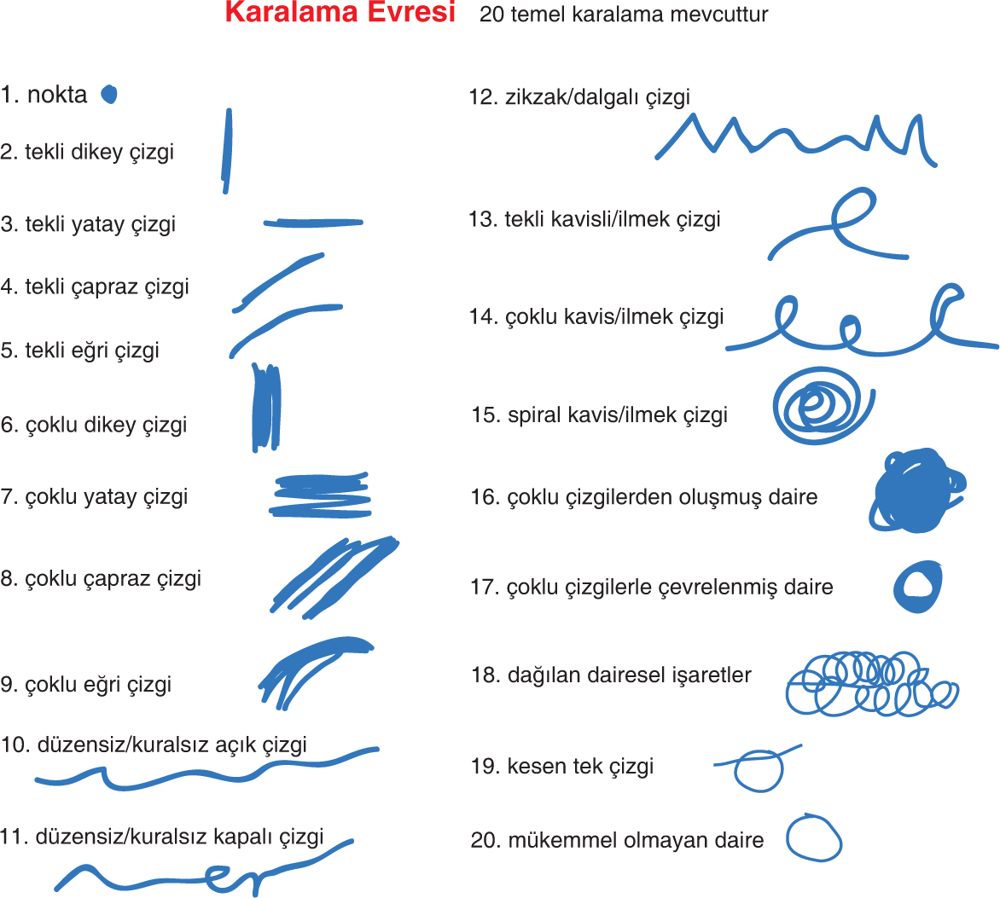 Karalama Evresi 20 temel karalama mevcuttur
1. nokta
2. tekli dikey çizgi
3. tekli yatay çizgi
4. tekli çapraz çizgi
5. tekli eğri çizgi
6. çoklu dikey çizgi
7. çoklu yatay çizgi
8. çoklu çapraz çizgi
9. çoklu eğri çizgi
10. düzensiz/kuralsız açık çizgi
11. düzensiz/kuralsız kapalı çizgi
12. zikzak/dalgalı çizgi
13. tekli kavisli/ilmek çizgi
14. çoklu kavis/ilmek çizgi
15. spiral kavis/ilmek çizgi
16. çoklu çizgilerden oluşmuş daire
17. çoklu çizgilerle çevrelenmiş daire
18. dağılan dairesel işaretler
19. kesen tek çizgi
20. mükemmel olmayan daire